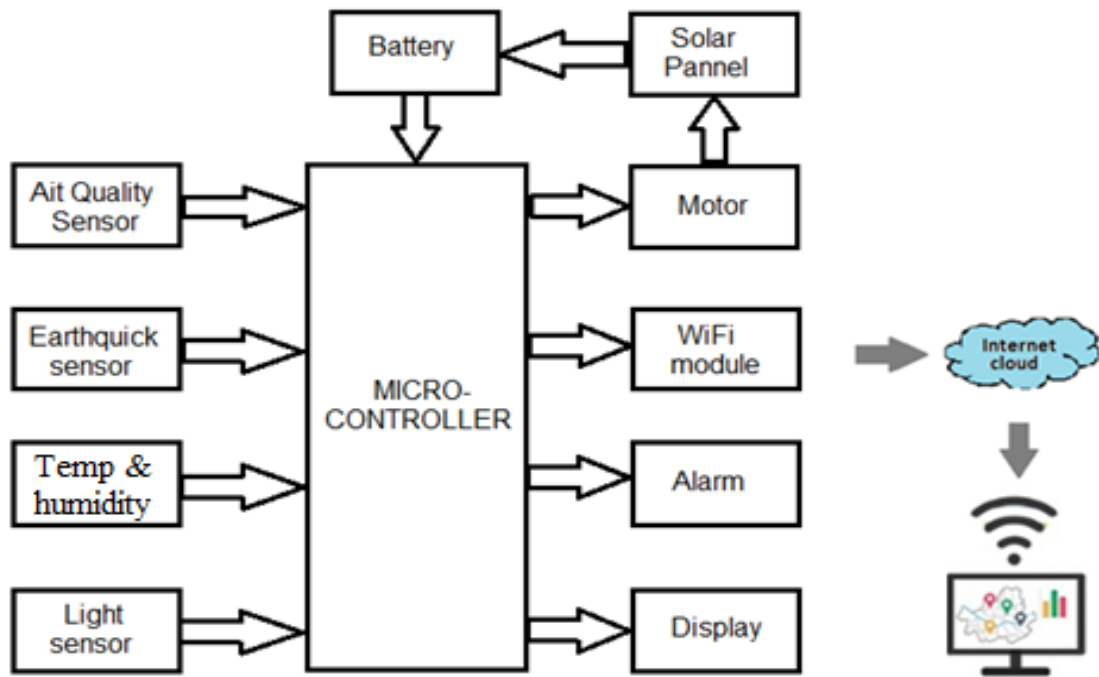 Battery
Solar
Pannel
Ait Quality
Sensor
Motor
Earthquick
sensor
MICRO-
CONTROLLER
WiFi
module
Internet
cloud
Temp &
humidity
Alarm
Light
sensor
Display